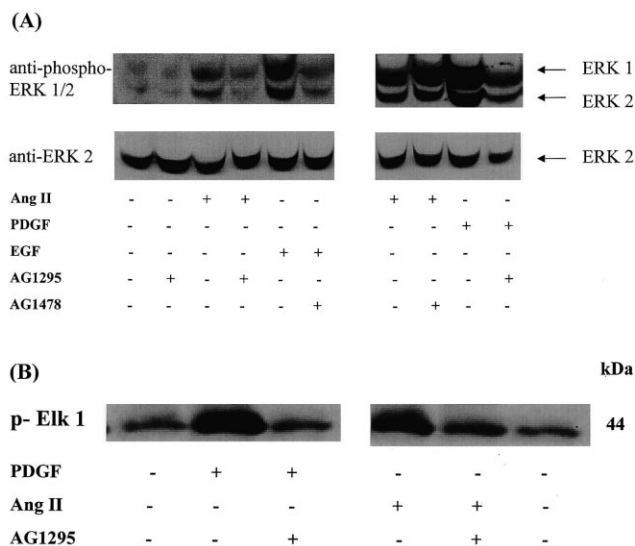 (A)
anti-phospho-
ERK 1/2
ERK 1
ERK 2
anti-ERK 2
ERK 2
Ang II - - + + - - + + - -
PDGF - - - - - - - - + +
EGF - - - - + + - - - -
AG1295 - + - + - - - - - +
AG1478 - - - - - + - + - -
(B)
kDa
p- Elk 1
44
PDGF - + + - - -
Ang II - - - + + -
AG1295 - - + - + -